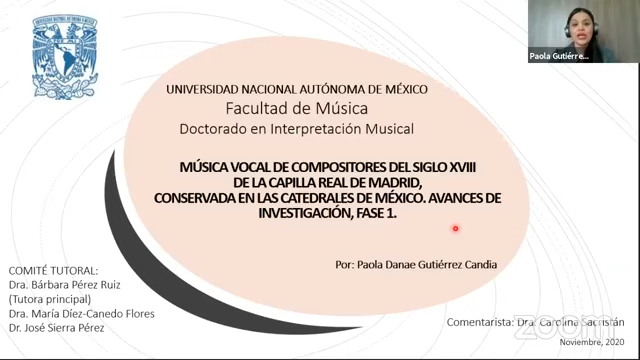 Paola Gutiérre...
UNIVERSIDAD NACIONAL AUTÓNOMA DE MÉXICO
Facultad de Música
Doctorado en Interpretación Musical
MÚSICA VOCAL DE COMPOSITORES DEL SIGLO XVIII
DE LA CAPILLA REAL DE MADRID,
CONSERVADA EN LAS CATEDRALES DE MÉXICO. AVANCES DE
INVESTIGACIÓN, FASE 1.
Por: Paola Danae Gutiérrez Candia
COMITÉ TUTORAL:
Dra. Bárbara Pérez Ruiz
(Tutora principal)
Dra. María Díez-Canedo Flores
Dr. José Sierra Pérez
Comentarista: Dra. Carolina Sacristán
zoom
Noviembre, 2020